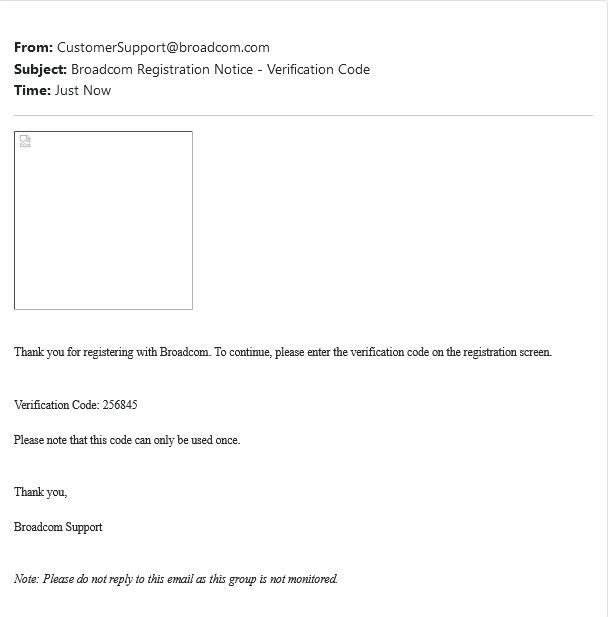 From: CustomerSupport@broadcom.com
Subject: Broadcom Registration Notice - Verification Code
Time: Just Now
Thank you for registering with Broadcom. To continue, please enter the verification code on the registration screen.
Verification Code: 256845
Please note that this code can only be used once.
Thank you,
Broadcom Support
Note: Please do not reply to this email as this group is not monitored.